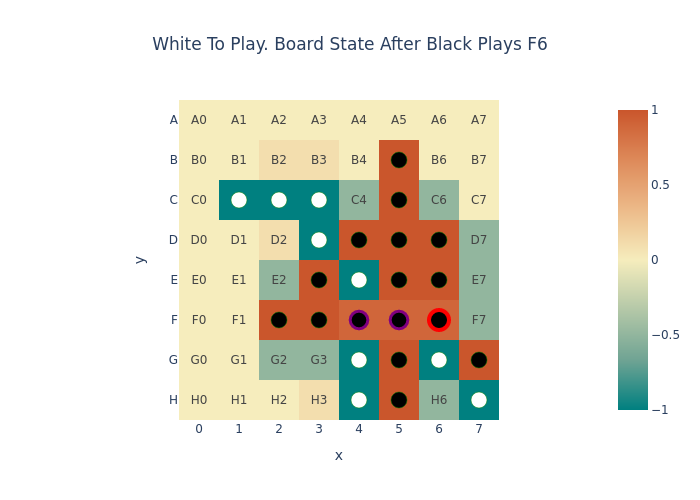 White To Play. Board State After Black Plays F6
A A0 A1 A2 A3 A4 A5 A6 A7
B B0 B1 B2 B3 B4 B6 B7
C C0 C4 C6 C7
D D0 D1 D2 D7
E E0 E1 E2 E7
F F0 F1 F7
G G0 G1 G2 G3
H H0 H1 H2 H3 H6
0 1 2 3 4 5 6 7
x
y
1
0.5
0
−0.5
−1